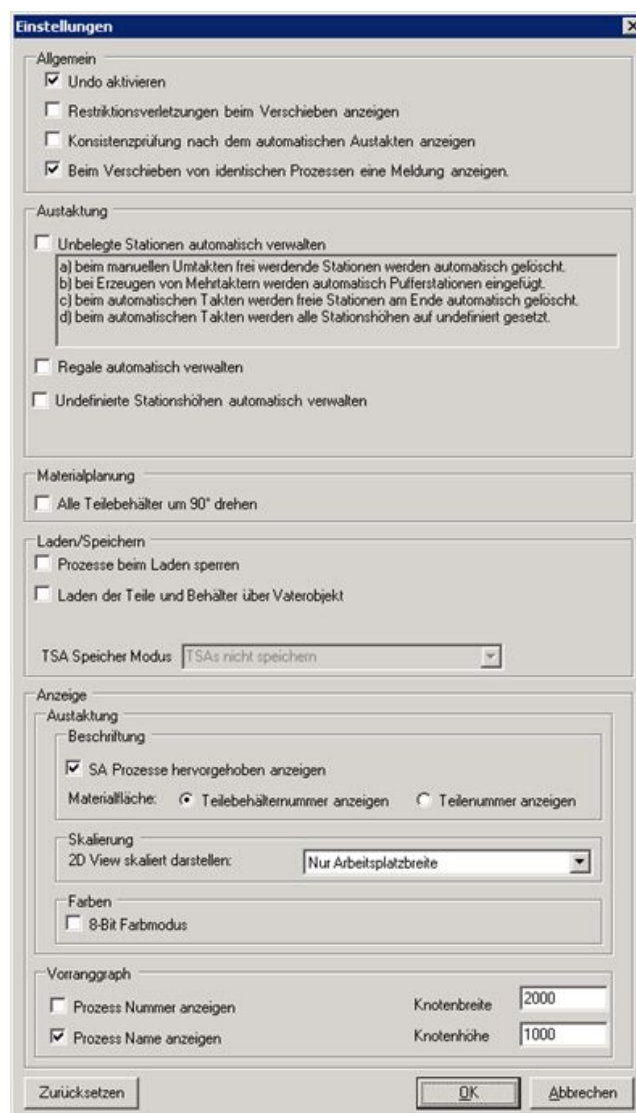 Einstellungen
Allgemein
Undo aktivieren
Restriktionsverletzungen beim Verschieben anzeigen
Konsistenzprüfung nach dem automatischen Austakten anzeigen
Beim Verschieben von identischen Prozessen eine Meldung anzeigen.
Austaktung
Unbelegte Stationen automatisch verwalten
a) beim manuellen Umtakten frei werdende Stationen werden automatisch gelöscht.
b) bei Erzeugen von Mehrtaktern werden automatisch Pufferstationen eingefügt.
c) beim automatischen Takten werden freie Stationen am Ende automatisch gelöscht.
d) beim automatischen Takten werden alle Stationshöhen auf undefiniert gesetzt.
Regale automatisch verwalten
Undefinierte Stationshöhen automatisch verwalten
Materialplanung
Alle Teilebehälter um 90° drehen
Laden/Speichern
Prozesse beim Laden sperren
Laden der Teile und Behälter über Vaterobjekt
TSA Speicher Modus TSAs nicht speichern
Anzeige
Austaktung
Beschriftung
SA Prozesse hervorgehoben anzeigen
Materialfläche: Teilebehälternummer anzeigen Teilenummer anzeigen
Skalierung
2D View skaliert darstellen: Nur Arbeitsplatzbreite
Farben
8-Bit Farbmodus
Vorranggraph
Prozess Nummer anzeigen Knotenbreite 2000
Prozess Name anzeigen Knotenhöhe 1000
Zurücksetzen OK Abbrechen